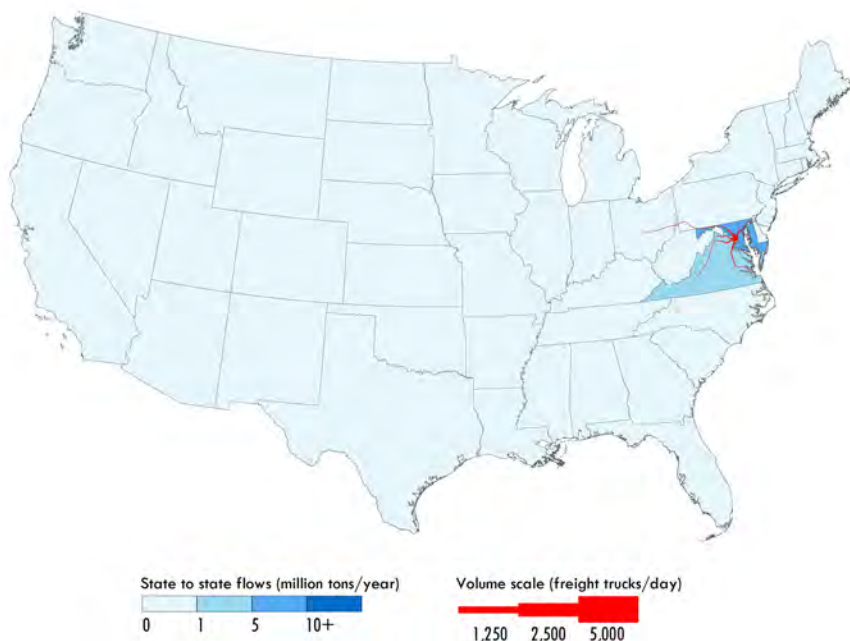 State to state flows (million tons/year)
0 1 5 10+
Volume scale (freight trucks/day)
1,250 2,500 5,000